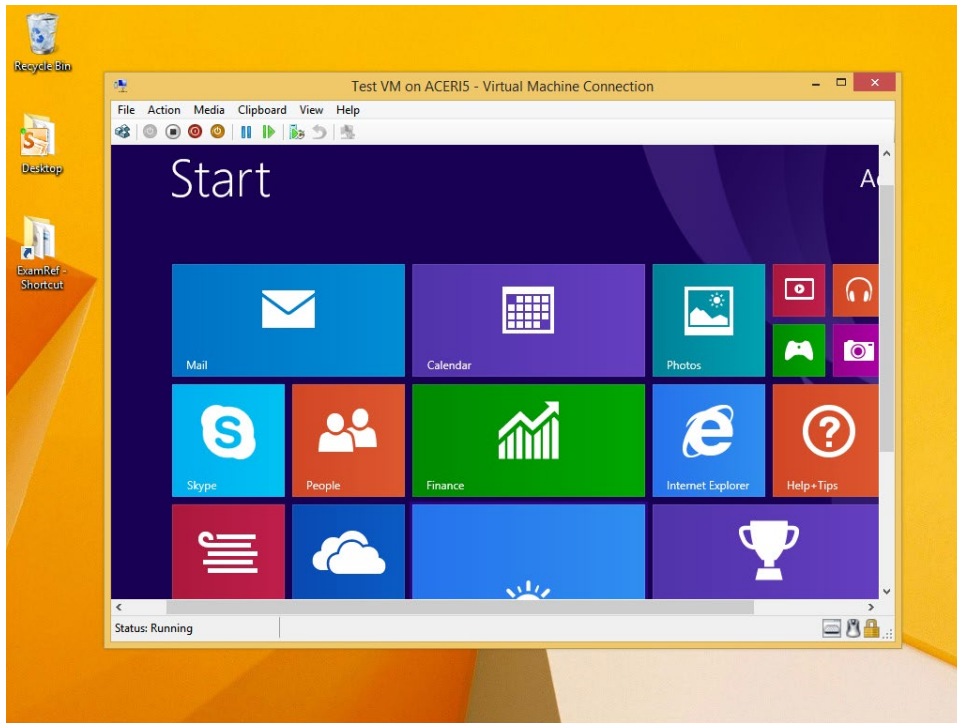 Recycle Bin
Desktop
ExamRef -
Shortcut
Test VM on ACERI5 - Virtual Machine Connection
File Action Media Clipboard View Help
Start
A
Mail
Calendar
Photos
S
Skype
People
Finance
Internet Explorer
Help+Tips
Status: Running